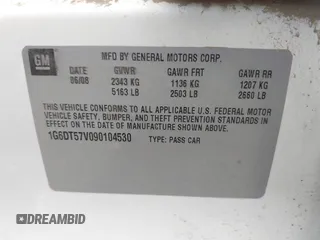 GM
MFD BY GENERAL MOTORS CORP.
DATE GVWR GAWR FRT GAWR RR
06/08 2343 KG 1136 KG 1207 KG
5163 LB 2503 LB 2660 LB
THIS VEHICLE CONFORMS TO ALL APPLICABLE U.S. FEDERAL MOTOR
VEHICLE SAFETY, BUMPER, AND THEFT PREVENTION STANDARDS
IN EFFECT ON THE DATE OF MANUFACTURE SHOWN ABOVE.
1G6DT57V090104530 TYPE: PASS CAR
DREAMBID